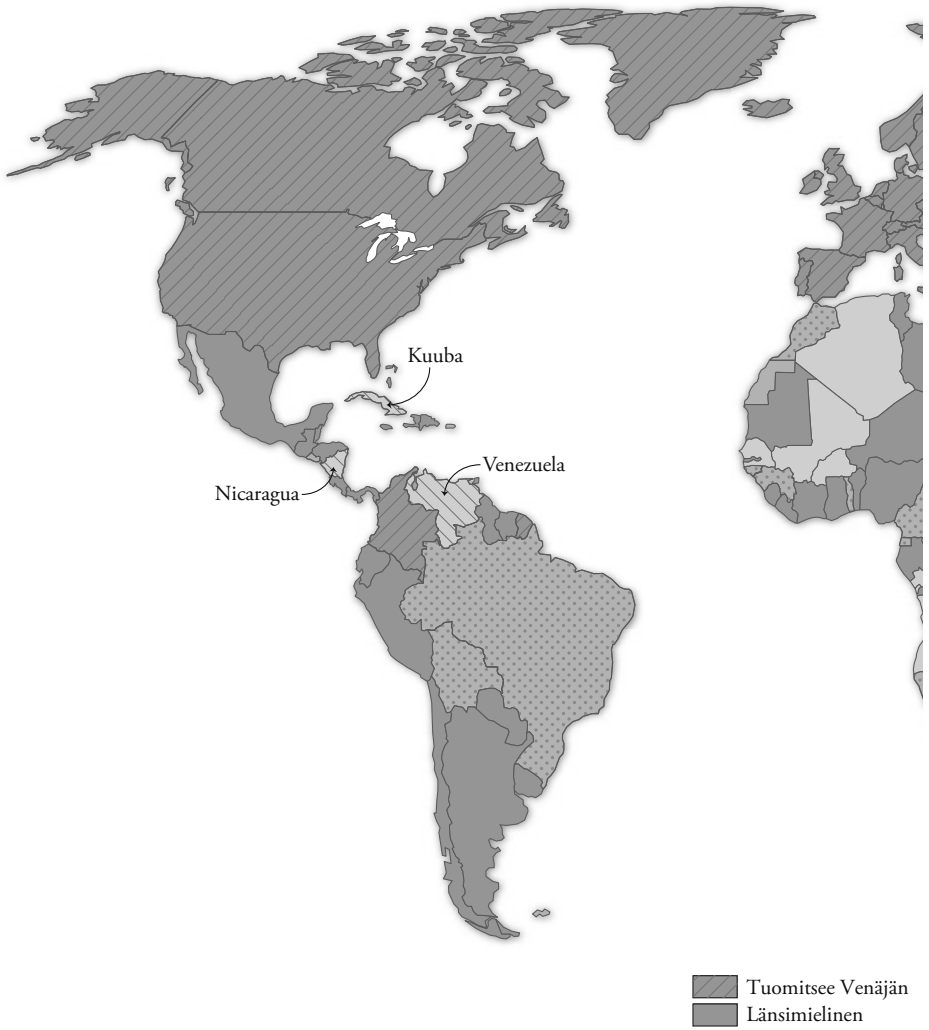 Kuuba
Venezuela
Nicaragua
Tuomitsee Venäjän
Länsimielinen